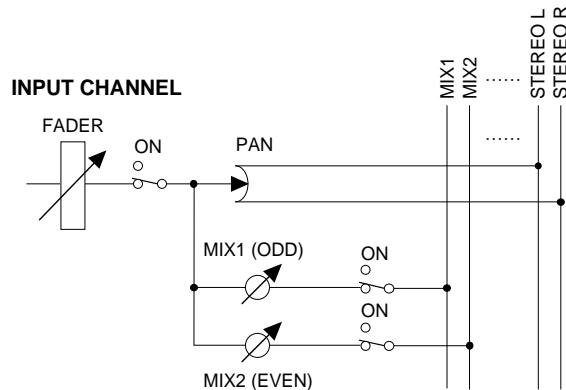 INPUT CHANNEL
FADER
ON
PAN
MIX1
MIX2
......
STEREO L
STEREO R
......
MIX1 (ODD)
ON
MIX2 (EVEN)
ON